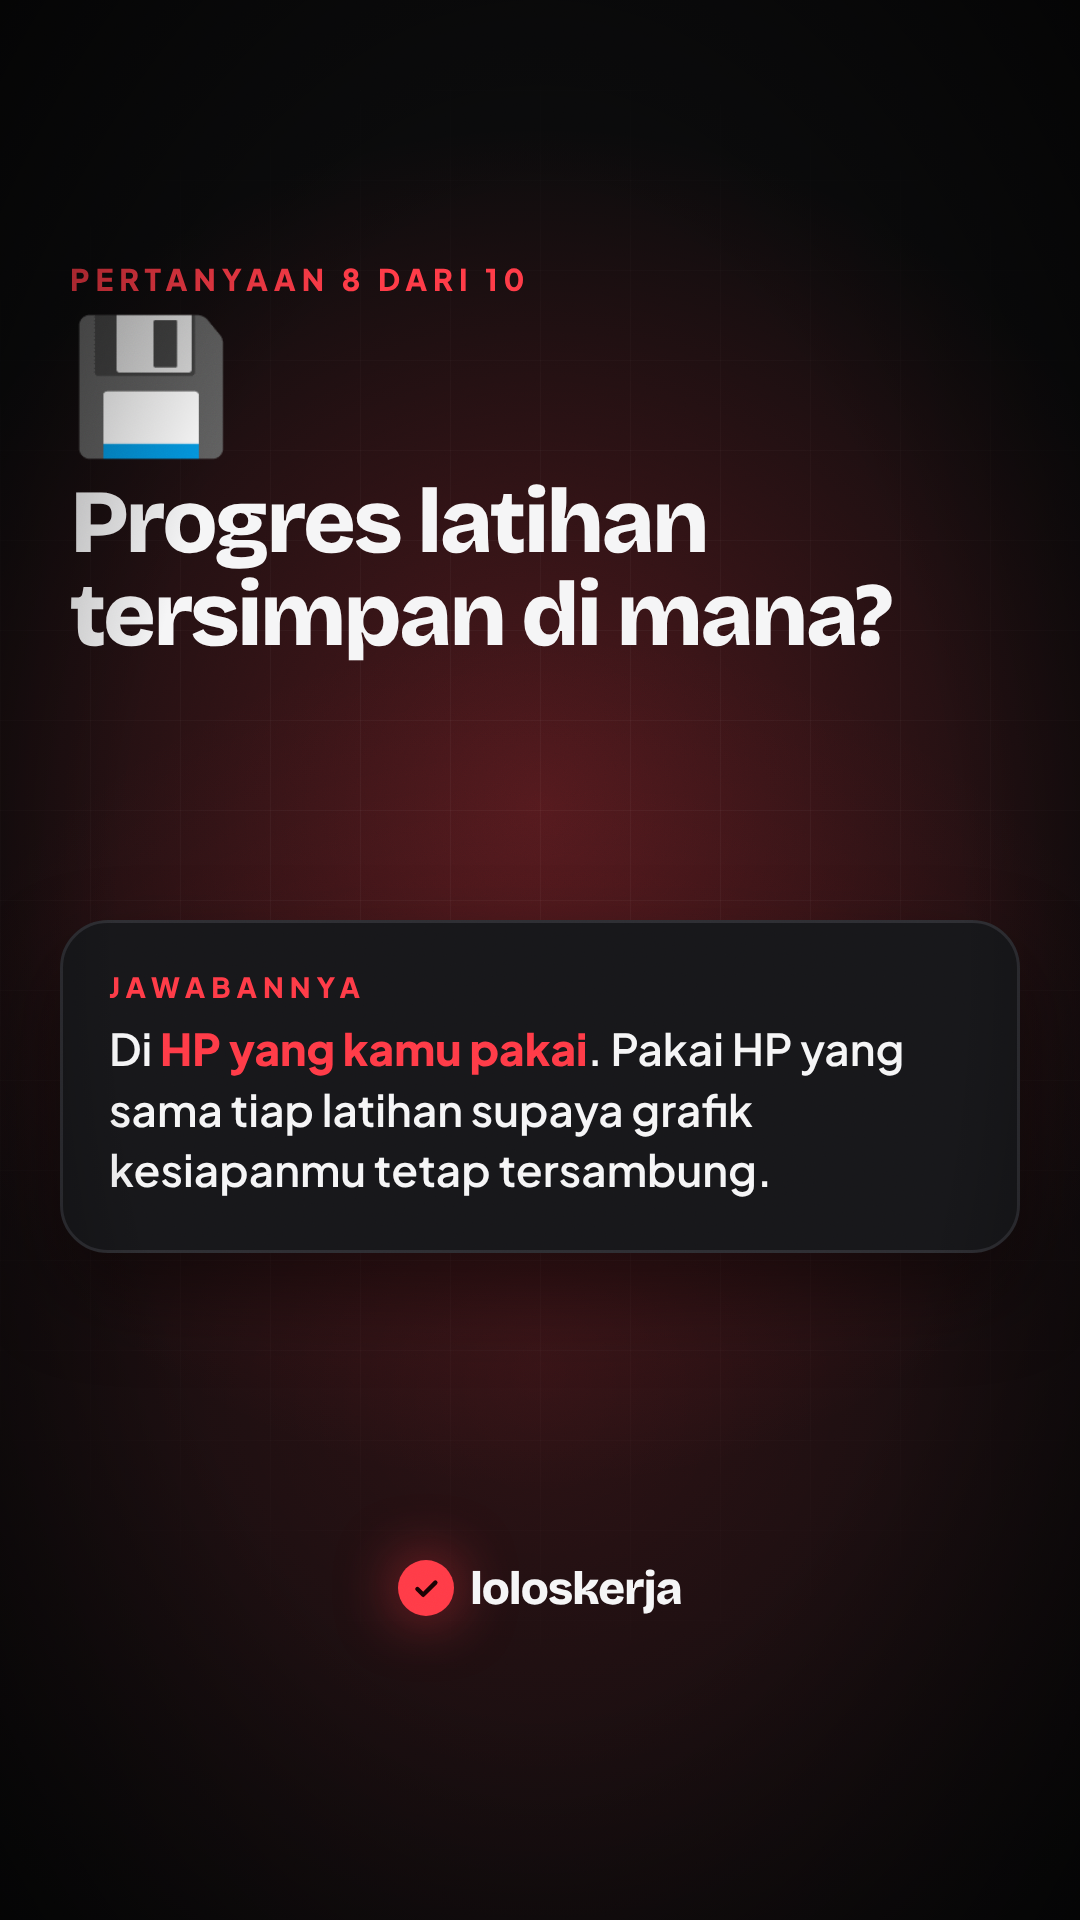 PERTANYAAN 8 DARI 10
Progres latihan
tersimpan di mana?
JAWABANNYA
Di HP yang kamu pakai. Pakai HP yang
sama tiap latihan supaya grafik
kesiapanmu tetap tersambung.
loloskerja